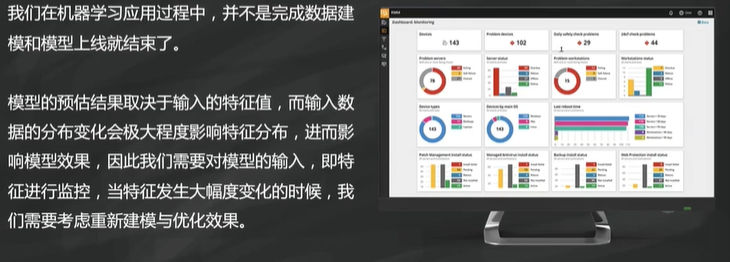 我们在机器学习应用过程中，并不是完成数据建
模和模型上线就结束了。
模型的预估结果取决于输入的特征值，而输入数
据的分布变化会极大程度影响特征分布，进而影
响模型效果，因此我们需要对模型的输入，即特
征进行监控，当特征发生大幅度变化的时候，我
们需要考虑重新建模与优化效果。
Dashboard: Monitoring
Devices
143
Problem devices
102
Daily safety check problems
29
24x7 check problems
44
Problem servers
Server status
Problem workstations
Workstations status
78
15
Device types
Devices by main OS
Last reboot time
143
143
Patch Management install status
Managed Antivirus install status
Backup install status
Web Protection install status